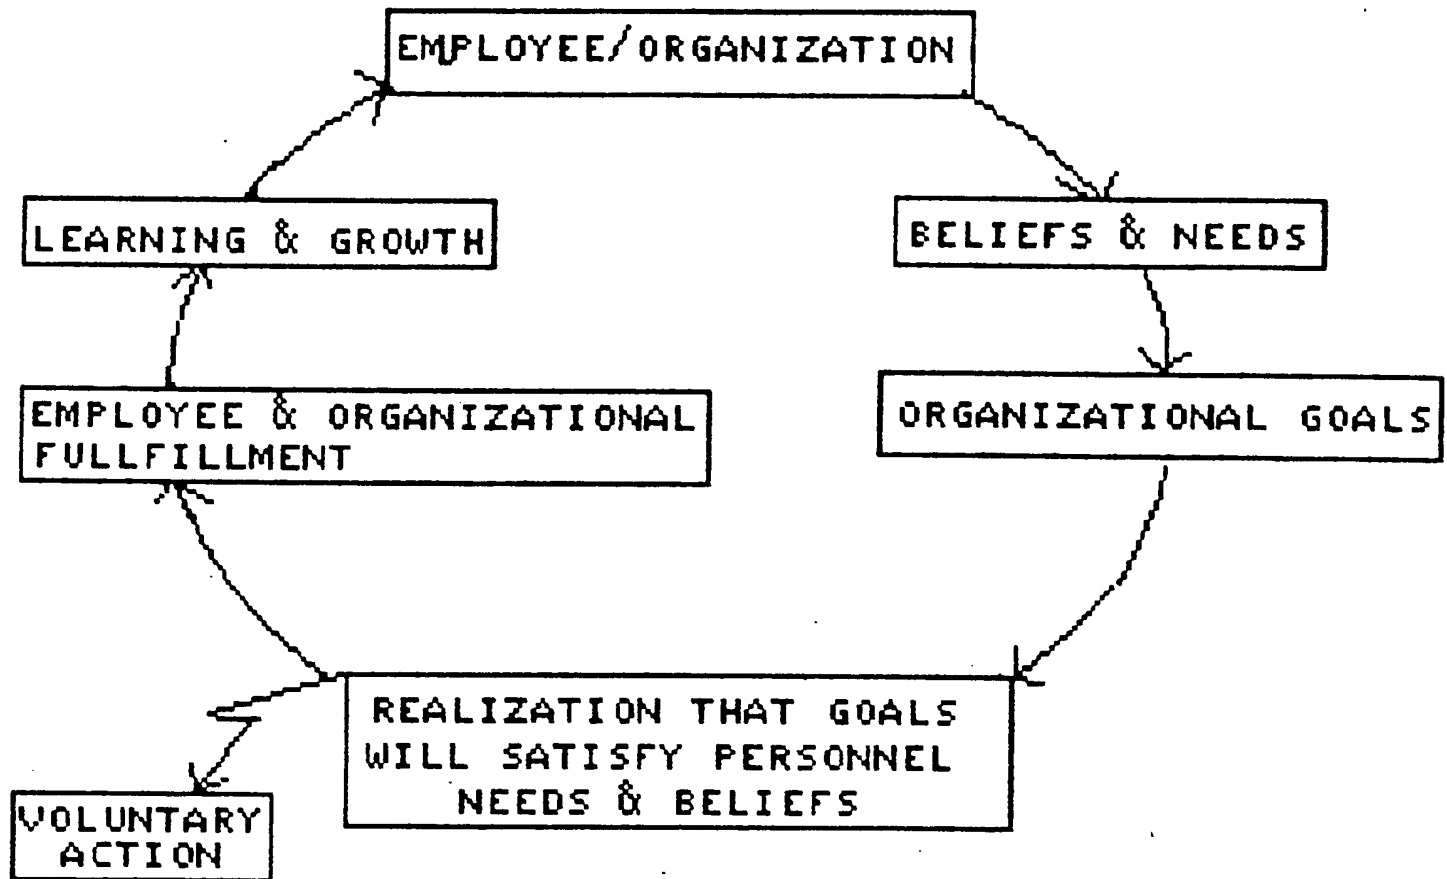 EMPLOYEE/ORGANIZATION
LEARNING & GROWTH
BELIEFS & NEEDS
EMPLOYEE & ORGANIZATIONAL
FULLFILLMENT
ORGANIZATIONAL GOALS
REALIZATION THAT GOALS
WILL SATISFY PERSONNEL
NEEDS & BELIEFS
VOLUNTARY
ACTION